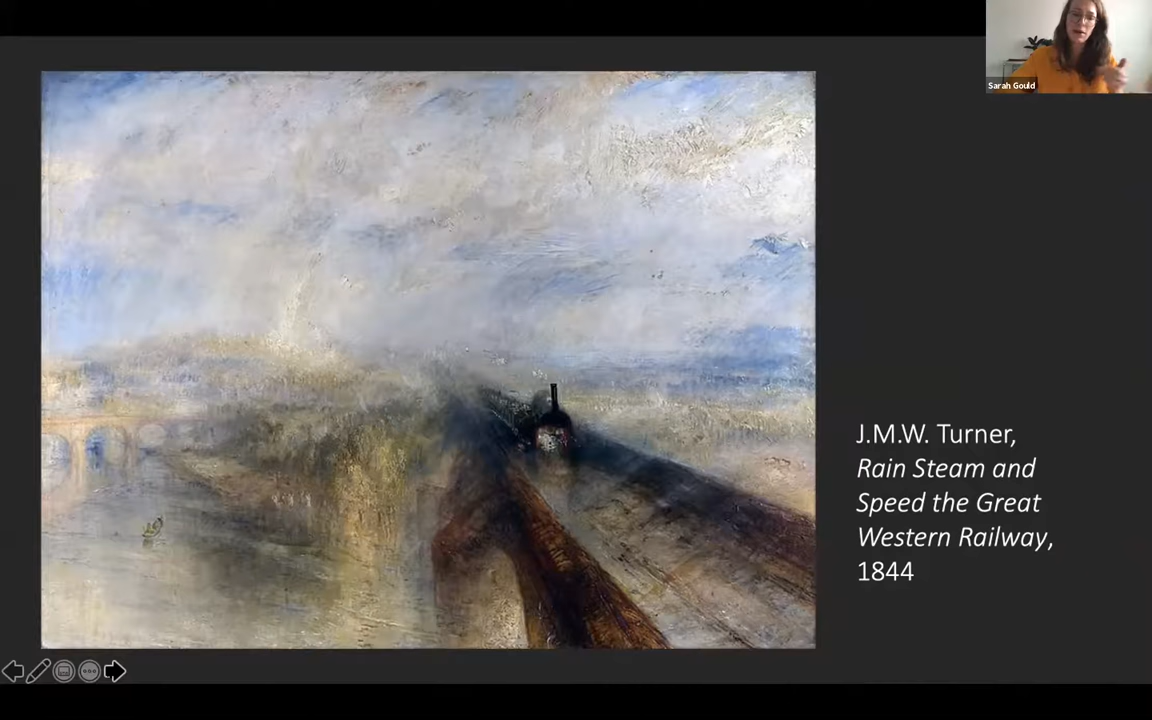 Sarah Gould
J.M.W. Turner,
Rain Steam and
Speed the Great
Western Railway,
1844